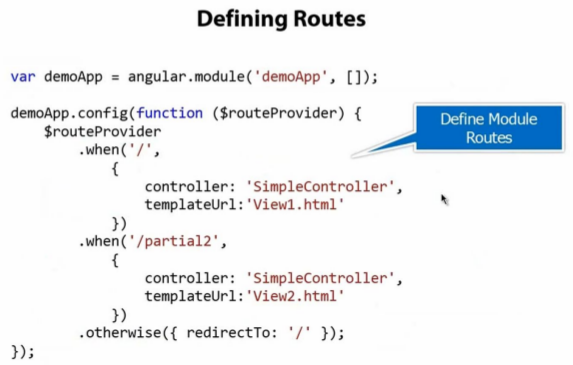 Defining Routes
var demoApp = angular.module('demoApp', []);
demoApp.config(function ($routeProvider) {
Define Module
Routes
$routeProvider
.when('/',
{
controller: 'SimpleController',
templateUrl:'View1.html'
})
.when('/partial2',
{
controller: 'SimpleController',
templateUrl:'View2.html'
})
.otherwise({ redirectTo: '/' });
});